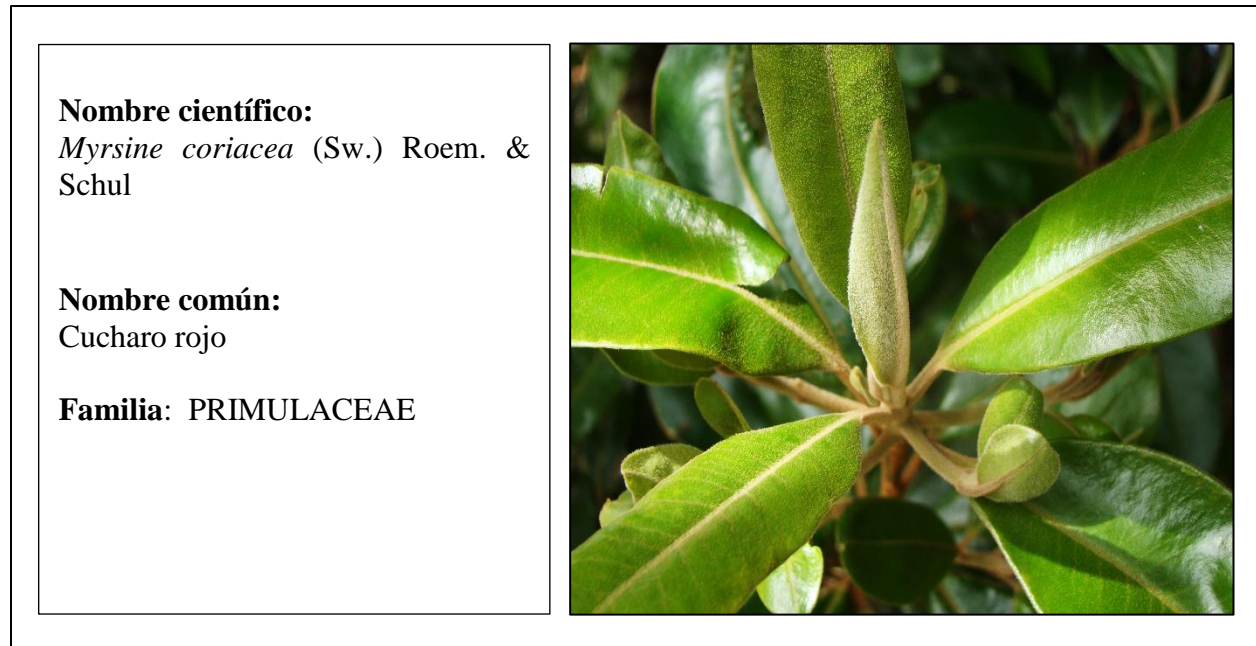 Nombre científico:
Myrsine coriacea (Sw.) Roem. &
Schul
Nombre común:
Cucharo rojo
Familia: PRIMULACEAE